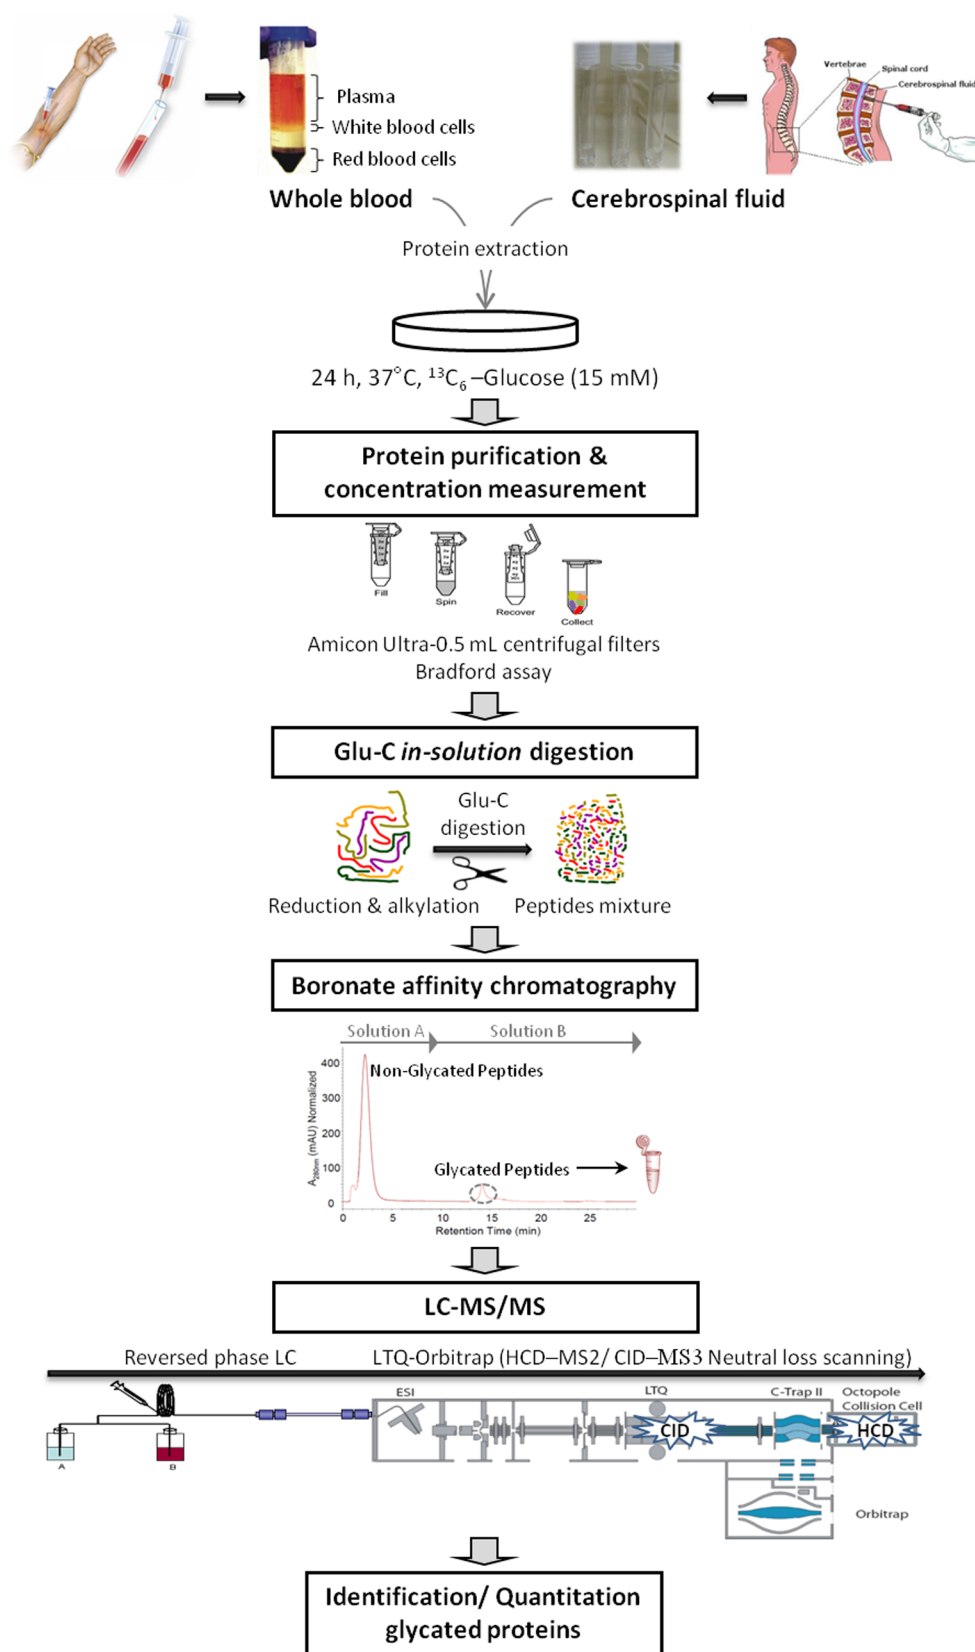 Plasma
White blood cells
Red blood cells
Vertebrae
Spinal cord
Cerebrospinal fluid
Whole blood
Cerebrospinal fluid
Protein extraction
24 h, 37°C, ¹³C₆ –Glucose (15 mM)
Protein purification &
concentration measurement
Fill
Spin
Recover
Collect
Amicon Ultra-0.5 mL centrifugal filters
Bradford assay
Glu-C in-solution digestion
Glu-C
digestion
Reduction & alkylation
Peptides mixture
Boronate affinity chromatography
Solution A
Solution B
A₂₈₀nm (mAU) Normalized
400
300
200
100
0
Non-Glycated Peptides
Glycated Peptides
0 5 10 15 20 25
Retention Time (min)
LC-MS/MS
Reversed phase LC
LTQ-Orbitrap (HCD–MS2/ CID–MS3 Neutral loss scanning)
ESI
LTQ
C-Trap II
Octopole
Collision Cell
CID
HCD
A
B
Orbitrap
Identification/ Quantitation
glycated proteins